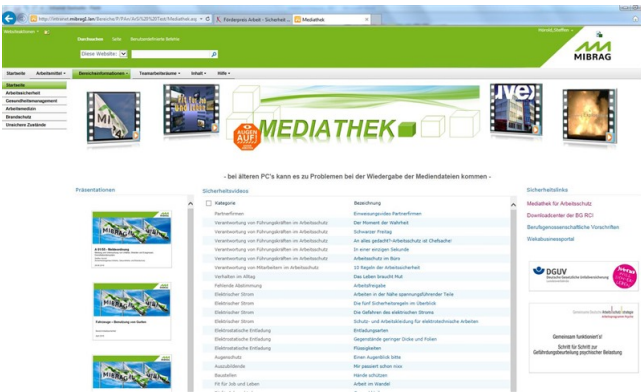 Förderpreis Arbeit - Sicherheit ...
Mediathek
Durchsuchen Seite Benutzerdefinierte Befehle
Diese Website:
MIBRAG
Startseite Arbeitsmittel Bereichsinformationen Teamarbeitsräume Inhalt Hilfe
Startseite
Arbeitssicherheit
Gesundheitsmanagement
Arbeitsmedizin
Brandschutz
Unsichere Zustände
AUGEN
AUF!
MEDIATHEK
- bei älteren PC's kann es zu Problemen bei der Wiedergabe der Mediendateien kommen -
Präsentationen
Sicherheitsvideos
Sicherheitslinks
Kategorie Bezeichnung
Partnerfirmen Einweisungsvideo Partnerfirmen
Verantwortung von Führungskräften im Arbeitsschutz Der Moment der Wahrheit
Verantwortung von Führungskräften im Arbeitsschutz Schwarzer Freitag
Verantwortung von Führungskräften im Arbeitsschutz An alles gedacht?-Arbeitsschutz ist Chefsache!
Verantwortung von Führungskräften im Arbeitsschutz In einer einzigen Sekunde
Verantwortung von Führungskräften im Arbeitsschutz Arbeitsschutz im Büro
Verantwortung von Mitarbeitern im Arbeitsschutz 10 Regeln der Arbeitssicherheit
Verhalten im Alltag Das Leben braucht Mut
Fehlende Abstimmung Arbeitsfreigabe
Elektrischer Strom Arbeiten in der Nähe spannungsführender Teile
Elektrischer Strom Die fünf Sicherheitsregeln im Überblick
Elektrischer Strom Die Gefahren des elektrischen Stroms
Elektrischer Strom Schutz- und Arbeitskleidung für elektrotechnische Arbeiten
Elektrostatische Entladung Entladungsarten
Elektrostatische Entladung Gegenstände geringer Dicke und Folien
Elektrostatische Entladung Flüssigkeiten
Augenschutz Einen Augenblick bitte
Auszubildende Mir passiert schon nix!
Baustellen Hände schützen
Fit für Job und Leben Arbeit im Wandel
Mediathek für Arbeitsschutz
Downloadcenter der BG RCI
Berufsgenossenschaftliche Vorschriften
Wekabusinessportal
DGUV
Gemeinsam funktioniert's!
Schritt für Schritt zur
Gefährdungsbeurteilung psychischer Belastung